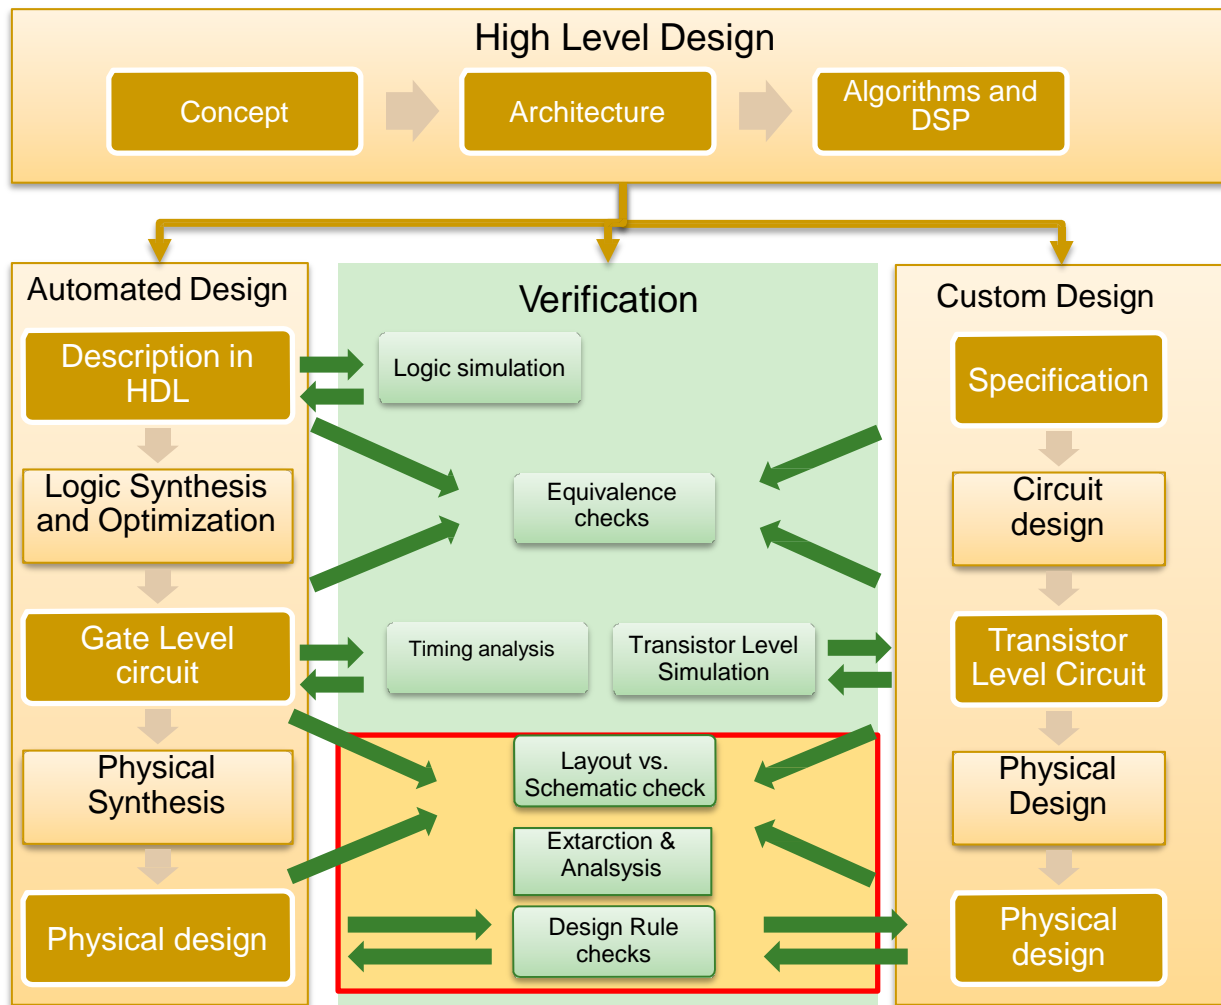 High Level Design
Concept
Architecture
Algorithms and
DSP
Automated Design
Description in
HDL
Logic Synthesis
and Optimization
Gate Level
circuit
Physical
Synthesis
Physical design
Verification
Logic simulation
Equivalence
checks
Timing analysis
Transistor Level
Simulation
Layout vs.
Schematic check
Extarction &
Analsysis
Design Rule
checks
Custom Design
Specification
Circuit
design
Transistor
Level Circuit
Physical
Design
Physical
design